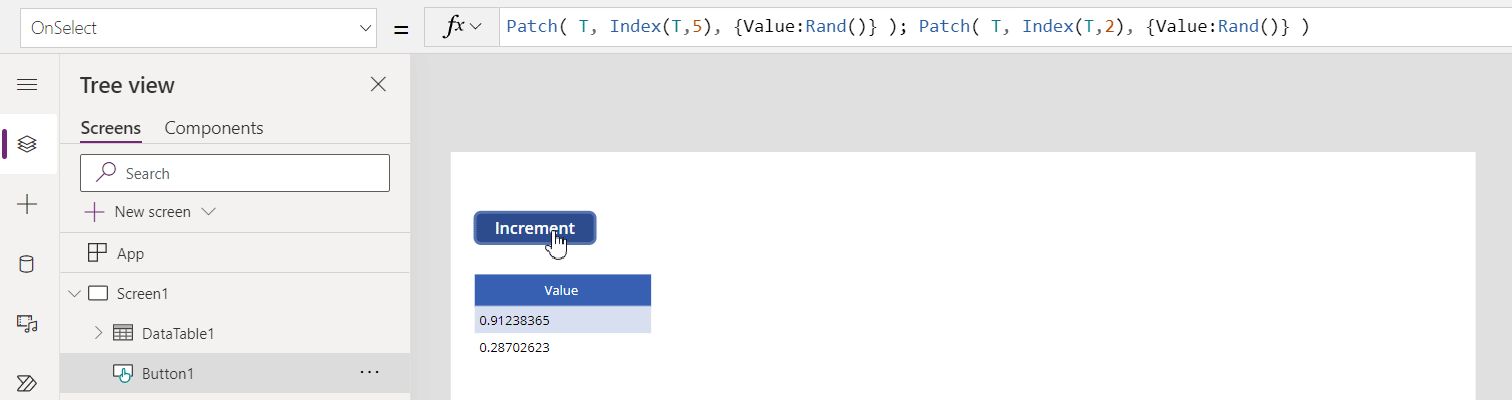 OnSelect = fx Patch( T, Index(T,5), {Value:Rand()} ); Patch( T, Index(T,2), {Value:Rand()} )
Tree view
Screens Components
Search
New screen
App
Screen1
DataTable1
Button1 ...
Increment
Value
0.91238365
0.28702623